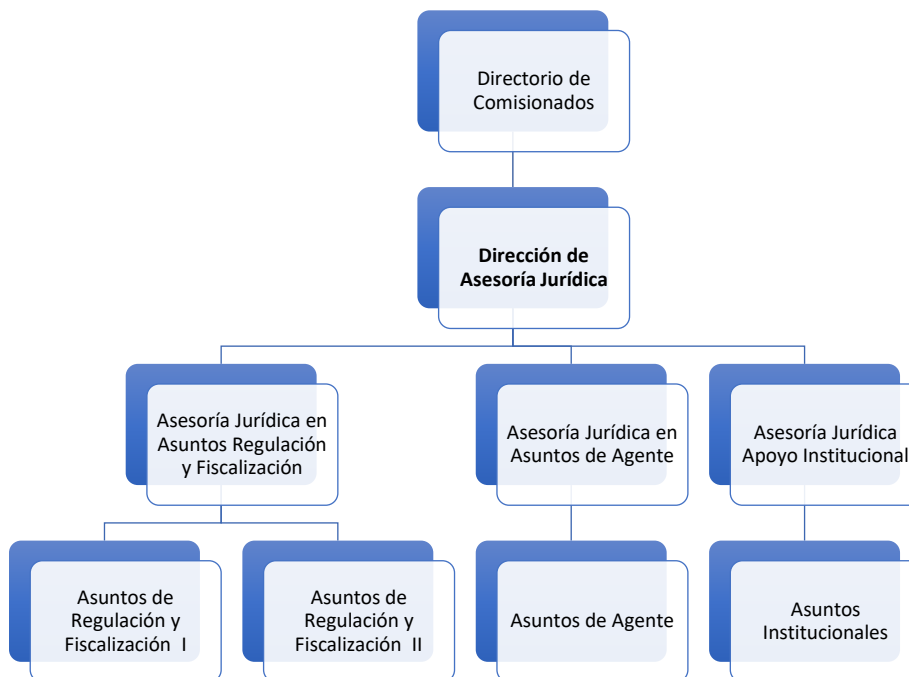 Directorio de
Comisionados
Dirección de
Asesoría Jurídica
Asesoría Jurídica en
Asuntos Regulación
y Fiscalización
Asesoría Jurídica en
Asuntos de Agente
Asesoría Jurídica
Apoyo Institucional
Asuntos de
Regulación y
Fiscalización I
Asuntos de
Regulación y
Fiscalización II
Asuntos de Agente
Asuntos
Institucionales